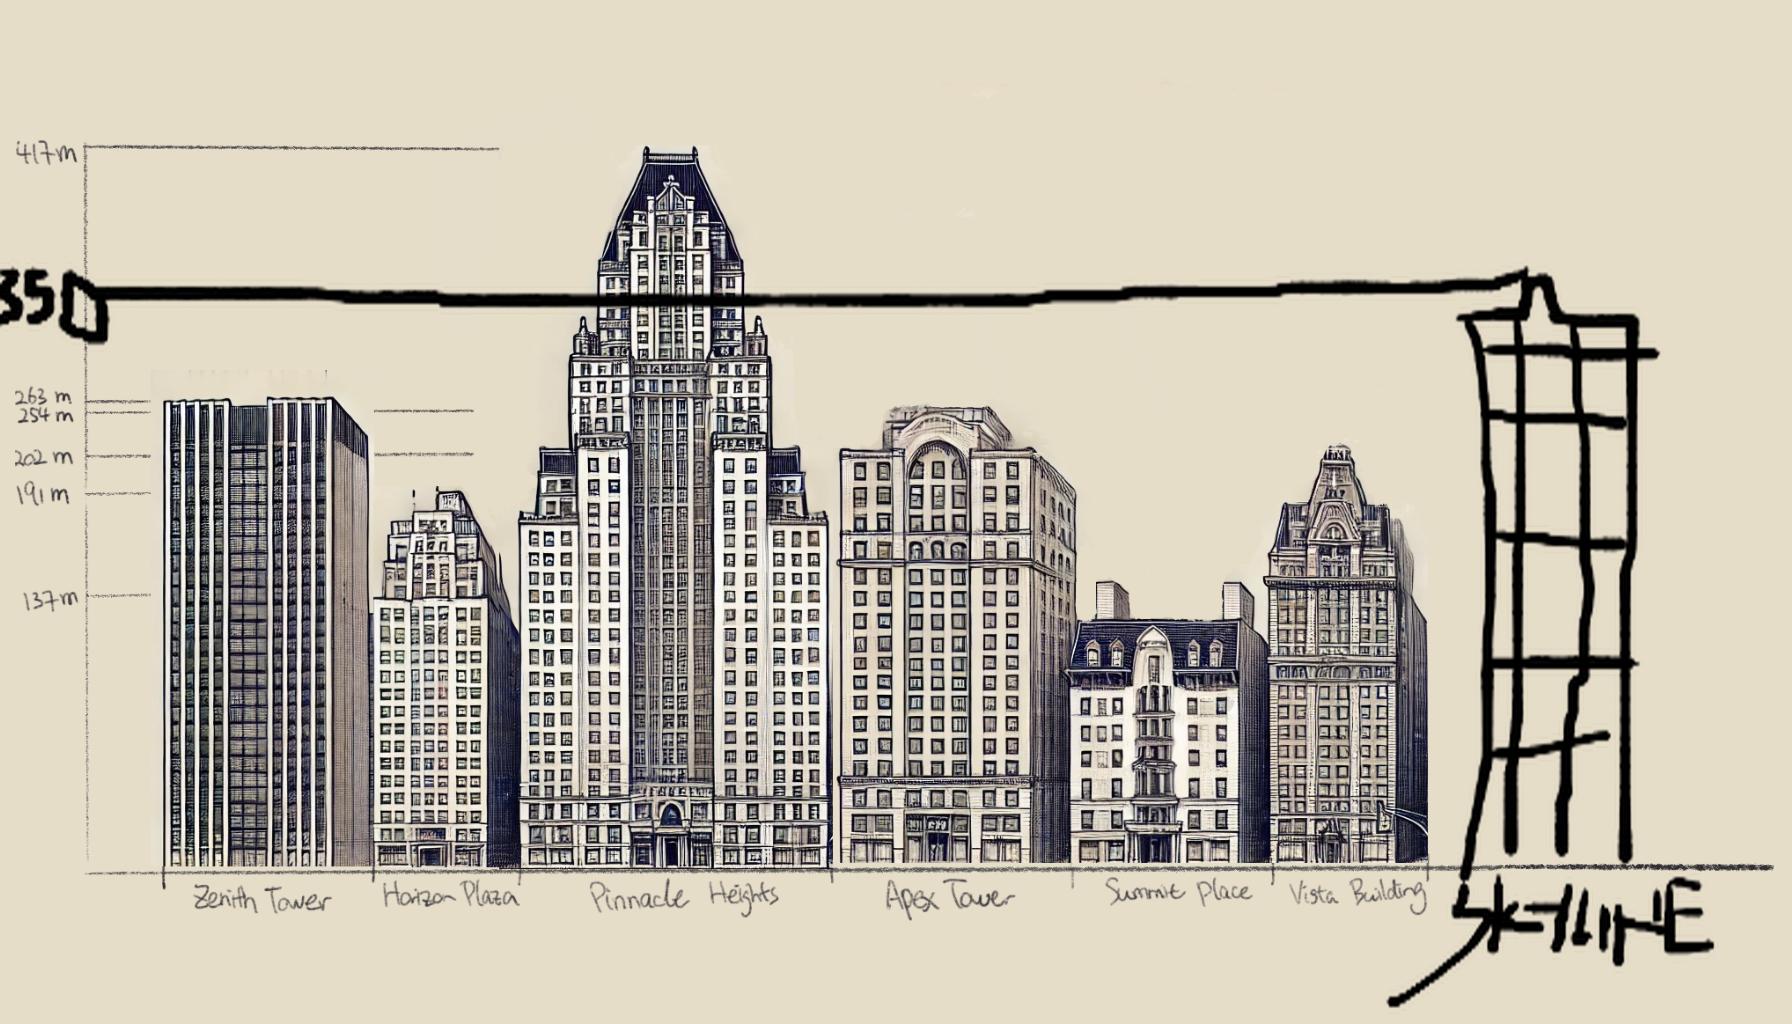 417m
350
263 m
254 m
202 m
191 m
137m
Zenith Tower
Horizon Plaza
Pinnacle Heights
Apex Tower
Summit Place
Vista Building
SKYLINE